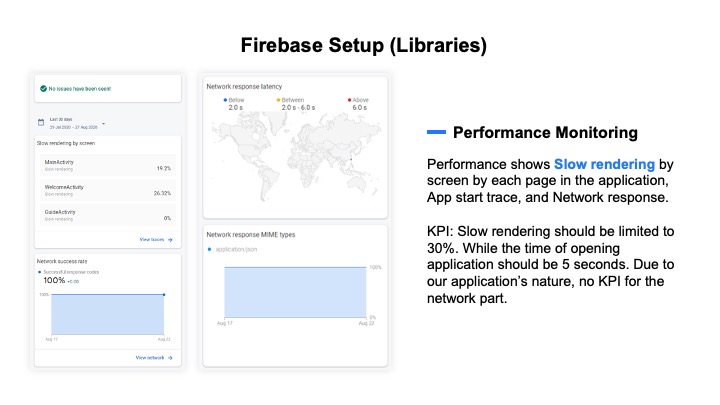 Firebase Setup (Libraries)
No issues have been seen!
Last 30 days
29 Jul 2020 – 27 Aug 2020
Slow rendering by screen
MainActivity
Slow rendering
19.2%
WelcomeActivity
Slow rendering
26.32%
GuideActivity
Slow rendering
0%
View traces
Network success rate
Successful response codes
100% +0.00
100%
Aug 17
Aug 22
View network
Network response latency
Below
2.0 s
Between
2.0 s - 6.0 s
Above
6.0 s
Network response MIME types
application/json
100%
0%
Aug 17
Aug 22
Performance Monitoring
Performance shows Slow rendering by
screen by each page in the application,
App start trace, and Network response.
KPI: Slow rendering should be limited to
30%. While the time of opening
application should be 5 seconds. Due to
our application’s nature, no KPI for the
network part.